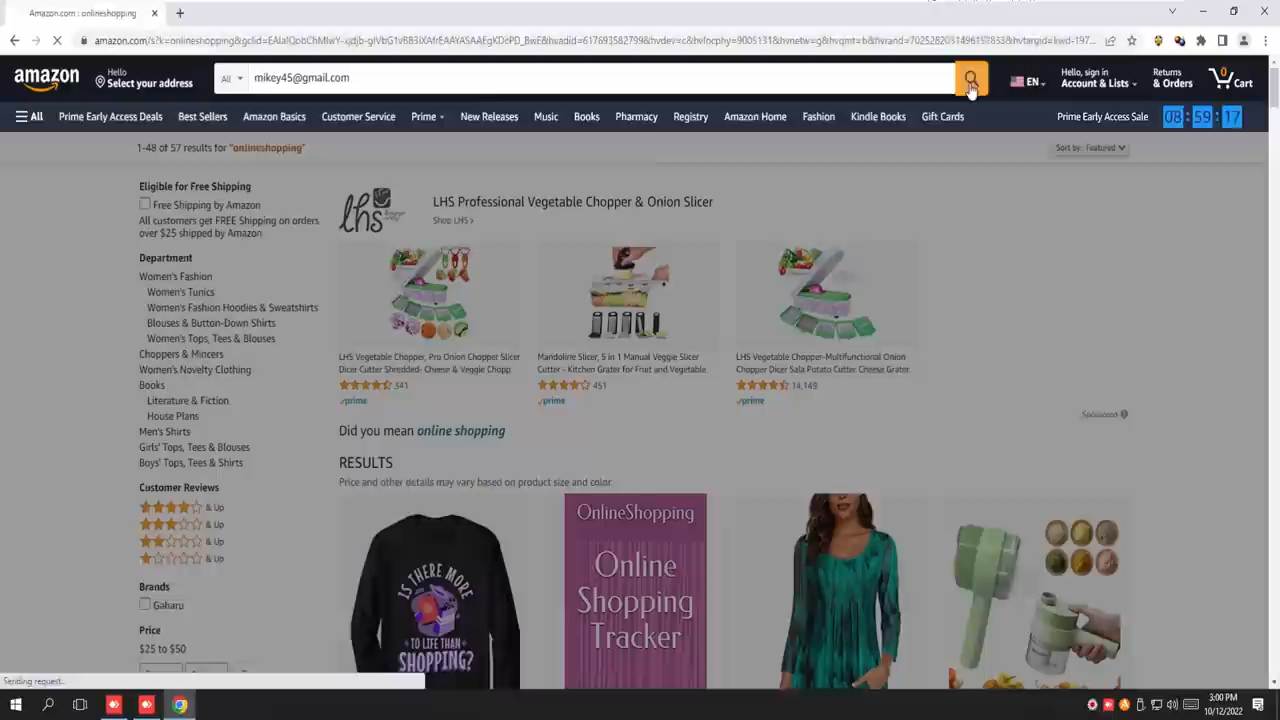 Amazon.com : onlineshopping
amazon
Hello
Select your address
All
mikey45@gmail.com
EN
Hello, sign in
Account & Lists
Returns
& Orders
0
Cart
All
Prime Early Access Deals
Best Sellers
Amazon Basics
Customer Service
Prime
New Releases
Music
Books
Pharmacy
Registry
Amazon Home
Fashion
Kindle Books
Gift Cards
Prime Early Access Sale
08 : 59 : 17
1-48 of 57 results for "onlineshopping"
Sort by: Featured
Eligible for Free Shipping
Free Shipping by Amazon
All customers get FREE Shipping on orders
over $25 shipped by Amazon
Department
Women's Fashion
Women's Tunics
Women's Fashion Hoodies & Sweatshirts
Blouses & Button-Down Shirts
Women's Tops, Tees & Blouses
Choppers & Mincers
Women's Novelty Clothing
Books
Literature & Fiction
House Plans
Men's Shirts
Girls' Tops, Tees & Blouses
Boys' Tops, Tees & Shirts
Customer Reviews
& Up
& Up
& Up
& Up
Brands
Gaharu
Price
$25 to $50
lhs
LHS Professional Vegetable Chopper & Onion Slicer
Shop LHS ›
LHS Vegetable Chopper, Pro Onion Chopper Slicer
Dicer Cutter Shredded- Cheese & Veggie Chopp
341
prime
Mandoline Slicer, 5 in 1 Manual Veggie Slicer
Cutter - Kitchen Grater for Fruit and Vegetable
451
prime
LHS Vegetable Chopper-Multifunctional Onion
Chopper Dicer Sala Potato Cutter Cheese Grater
14,149
prime
Sponsored
Did you mean online shopping
RESULTS
Price and other details may vary based on product size and color.
IS THERE MORE
TO LIFE THAN
SHOPPING?
OnlineShopping
Online
Shopping
Tracker
Sending request...
3:00 PM
10/12/2022